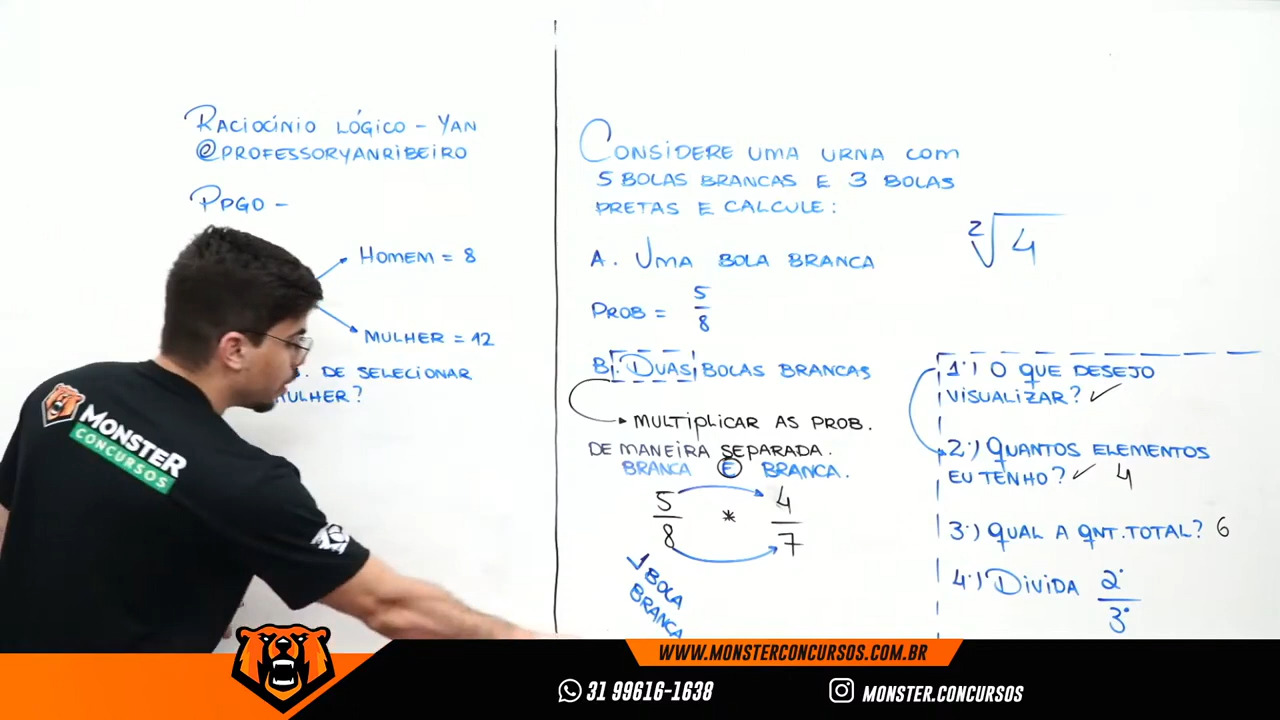 RACIOCÍNIO LÓGICO - YAN
@PROFESSORYANRIBEIRO
PPGO -
HOMEM = 8
MULHER = 12
. DE SELECIONAR
MULHER?
CONSIDERE UMA URNA COM
5 BOLAS BRANCAS E 3 BOLAS
PRETAS E CALCULE:
A. UMA BOLA BRANCA
PROB = 5/8
B. DUAS BOLAS BRANCAS
MULTIPLICAR AS PROB.
DE MANEIRA SEPARADA.
BRANCA E BRANCA.
5/8 * 4/7
1 BOLA
BRANCA
²√4
1°) O QUE DESEJO
VISUALIZAR? ✓
2°) QUANTOS ELEMENTOS
EU TENHO? ✓ 4
3°) QUAL A QNT. TOTAL? 6
4°) DIVIDA 2°/3°
MONSTER
CONCURSOS
WWW.MONSTERCONCURSOS.COM.BR
31 99616-1638
MONSTER.CONCURSOS